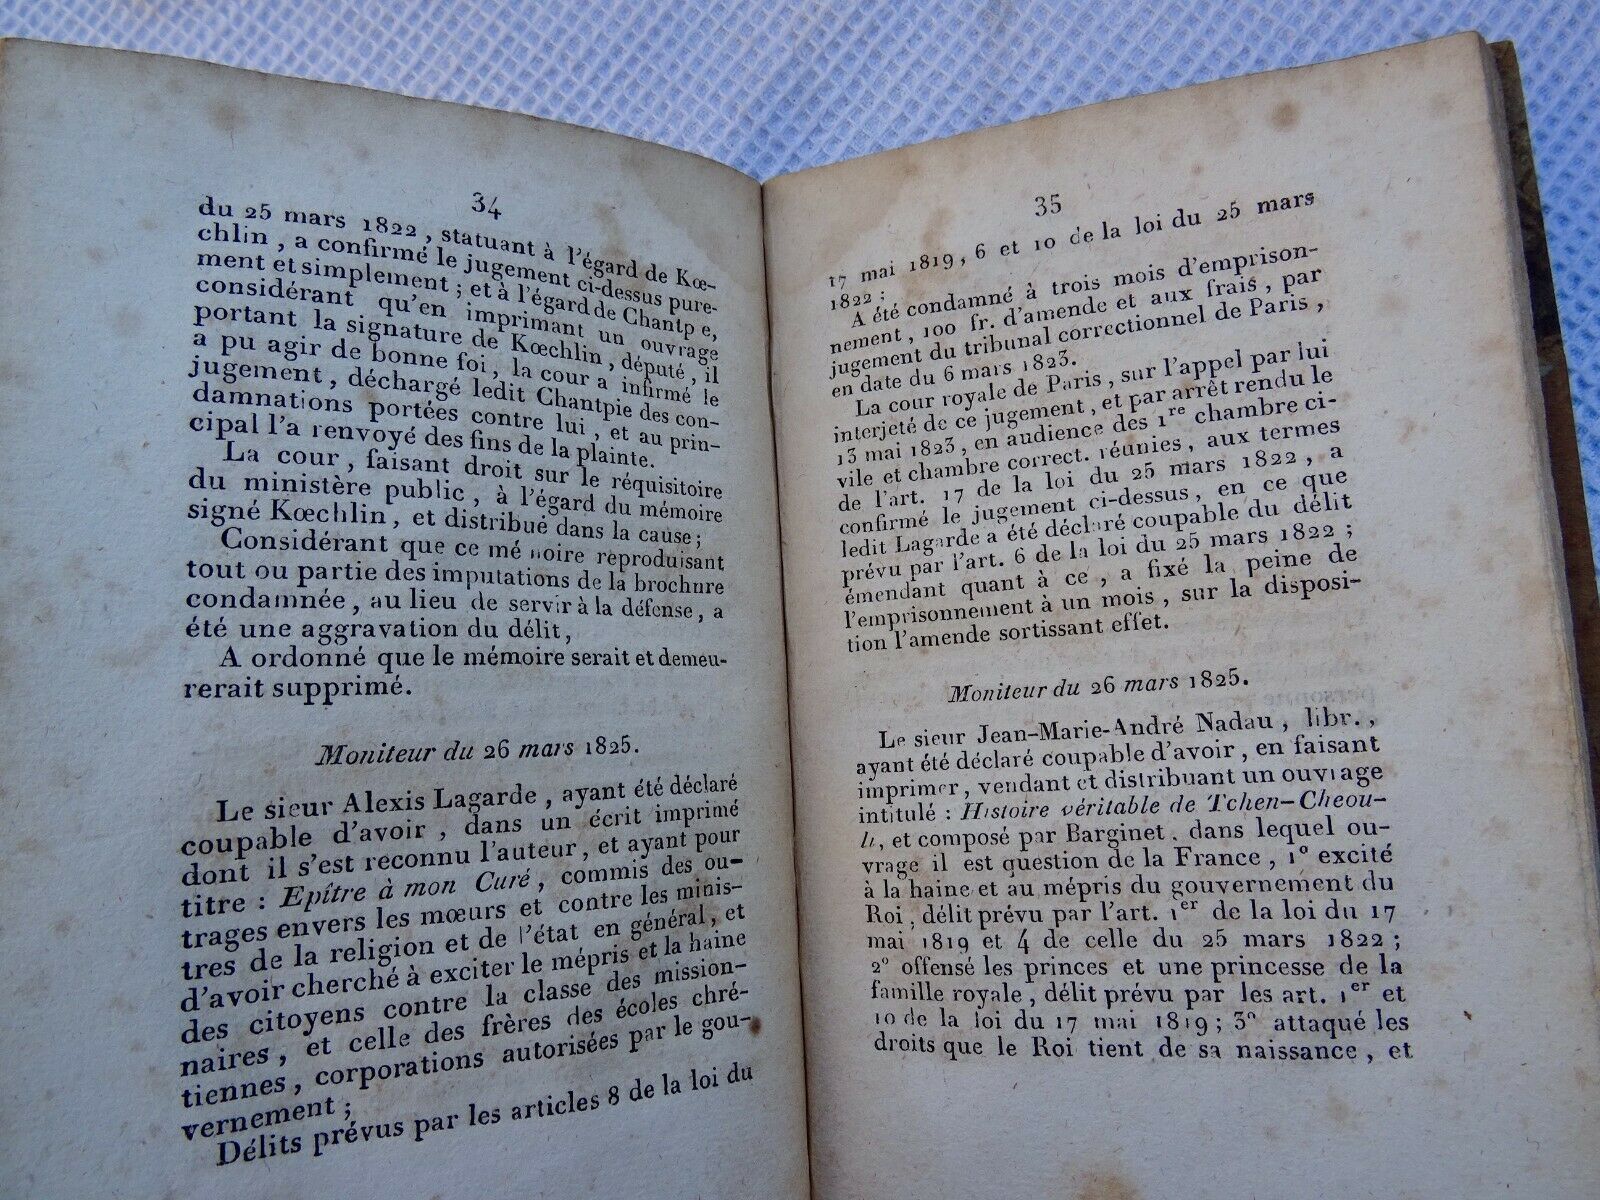 34
du 25 mars 1822, statuant à l'égard de Kœ-
chlin, a confirmé le jugement ci-dessus pure-
ment et simplement ; et à l'égard de Chantp e,
considérant qu'en imprimant un ouvrage
portant la signature de Kœchlin, député, il
a pu agir de bonne foi, la cour a infirmé le
jugement, déchargé ledit Chantpie des con-
damnations portées contre lui, et au prin-
cipal l'a renvoyé des fins de la plainte.
La cour, faisant droit sur le réquisitoire
du ministère public, à l'égard du mémoire
signé Kœchlin, et distribué dans la cause ;
Considérant que ce mé oire reproduisant
tout ou partie des imputations de la brochure
condamnée, au lieu de servir à la défense, a
été une aggravation du délit,
A ordonné que le mémoire serait et demeu-
rerait supprimé.
Moniteur du 26 mars 1825.
Le sieur Alexis Lagarde, ayant été déclaré
coupable d'avoir, dans un écrit imprimé
dont il s'est reconnu l'auteur, et ayant pour
titre : Epître à mon Curé, commis des ou-
trages envers les mœurs et contre les minis-
tres de la religion et de l'état en général, et
d'avoir cherché à exciter le mépris et la haine
des citoyens contre la classe des mission-
naires, et celle des frères des écoles chré-
tiennes, corporations autorisées par le gou-
vernement ;
Délits prévus par les articles 8 de la loi du
35
17 mai 1819, 6 et 10 de la loi du 25 mars
1822 ;
A été condamné à trois mois d'emprison-
nement, 100 fr. d'amende et aux frais, par
jugement du tribunal correctionnel de Paris,
en date du 6 mars 1823.
La cour royale de Paris, sur l'appel par lui
interjeté de ce jugement, et par arrêt rendu le
13 mai 1823, en audience des 1re chambre ci-
vile et chambre correct. réunies, aux termes
de l'art. 17 de la loi du 25 mars 1822, a
confirmé le jugement ci-dessus, en ce que
ledit Lagarde a été déclaré coupable du délit
prévu par l'art. 6 de la loi du 25 mars 1822 ;
émendant quant à ce, a fixé la peine de
l'emprisonnement à un mois, sur la disposi-
tion l'amende sortissant effet.
Moniteur du 26 mars 1825.
Le sieur Jean-Marie-André Nadau, libr.,
ayant été déclaré coupable d'avoir, en faisant
imprimer, vendant et distribuant un ouvrage
intitulé : Histoire véritable de Tchen-Cheou-
li, et composé par Barginet, dans lequel ou-
vrage il est question de la France, 1° excité
à la haine et au mépris du gouvernement du
Roi, délit prévu par l'art. 1er de la loi du 17
mai 1819 et 4 de celle du 25 mars 1822 ;
2° offensé les princes et une princesse de la
famille royale, délit prévu par les art. 1er et
10 de la loi du 17 mai 1819 ; 3° attaqué les
droits que le Roi tient de sa naissance, et